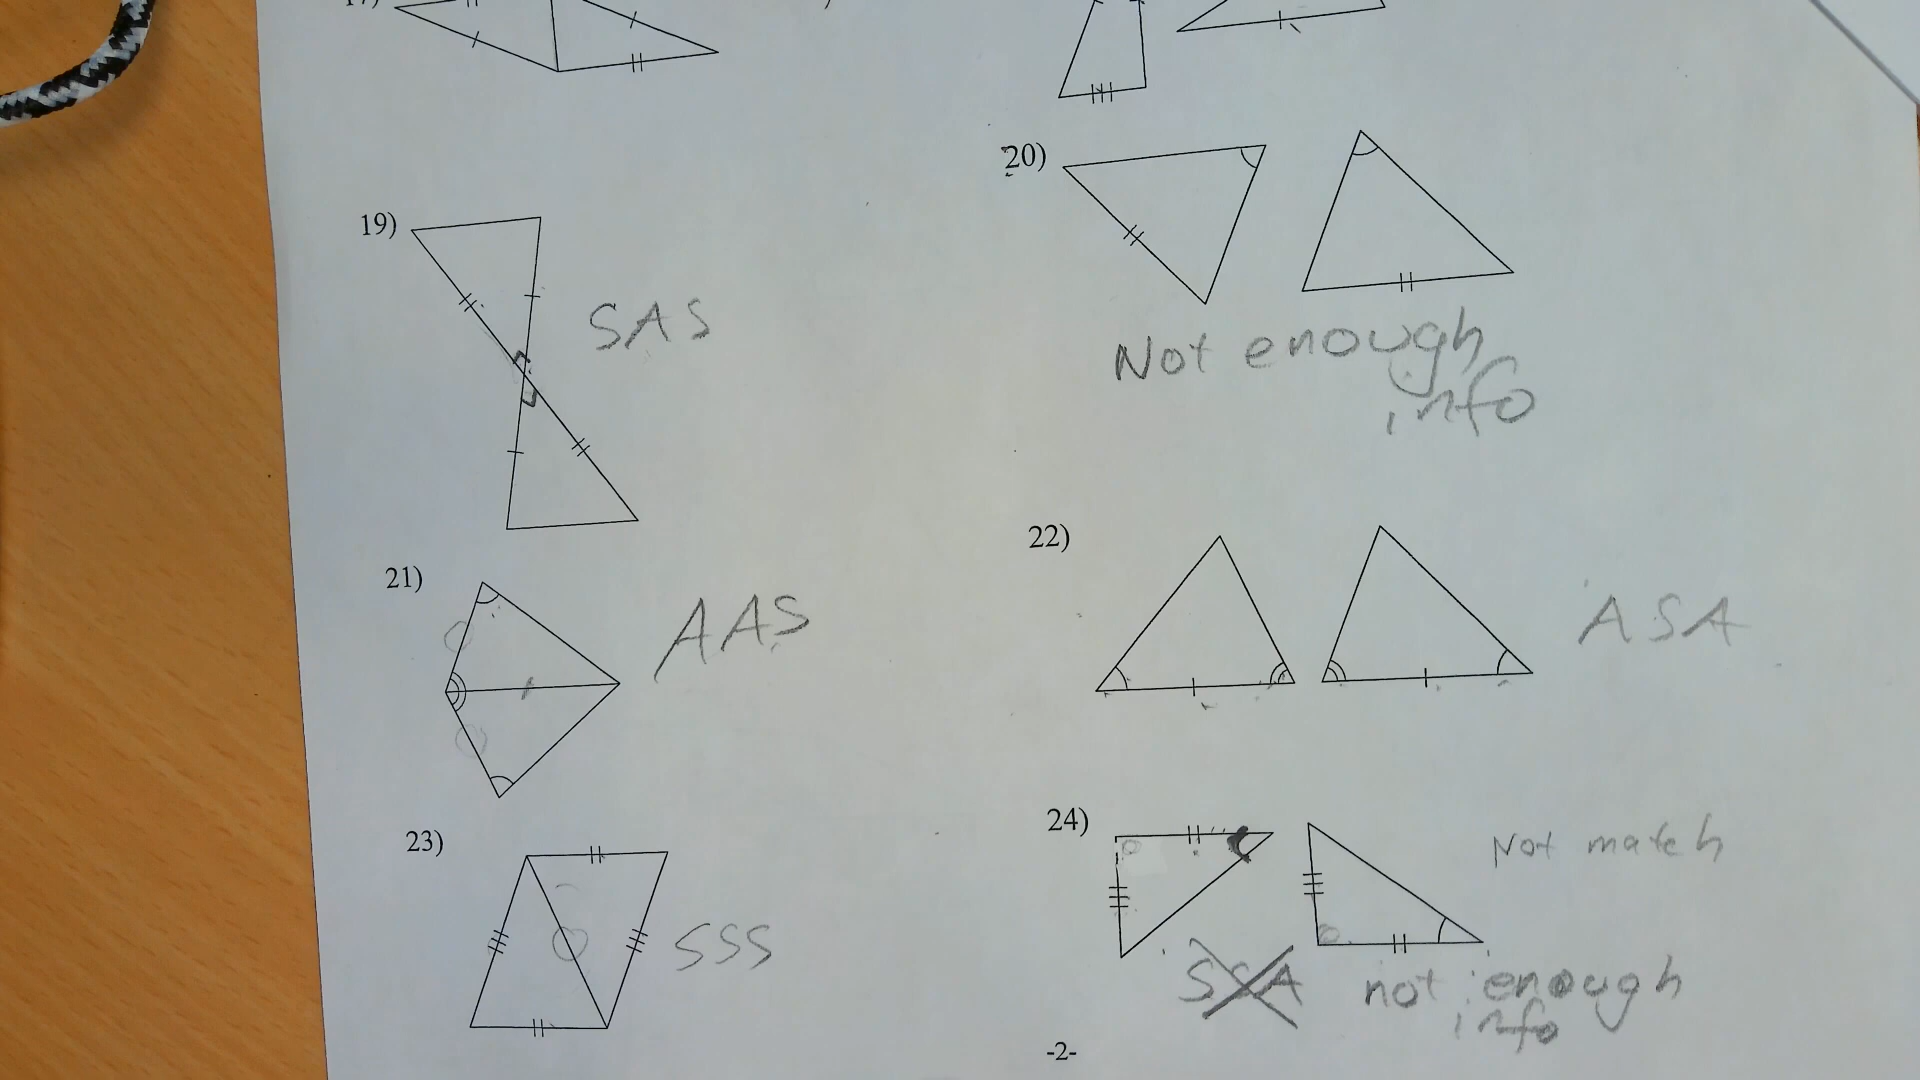 17)
20)
19)
SAS
Not enough
info
21)
AAS
22)
ASA
23)
SSS
24)
Not match
SSA not enough
info
-2-